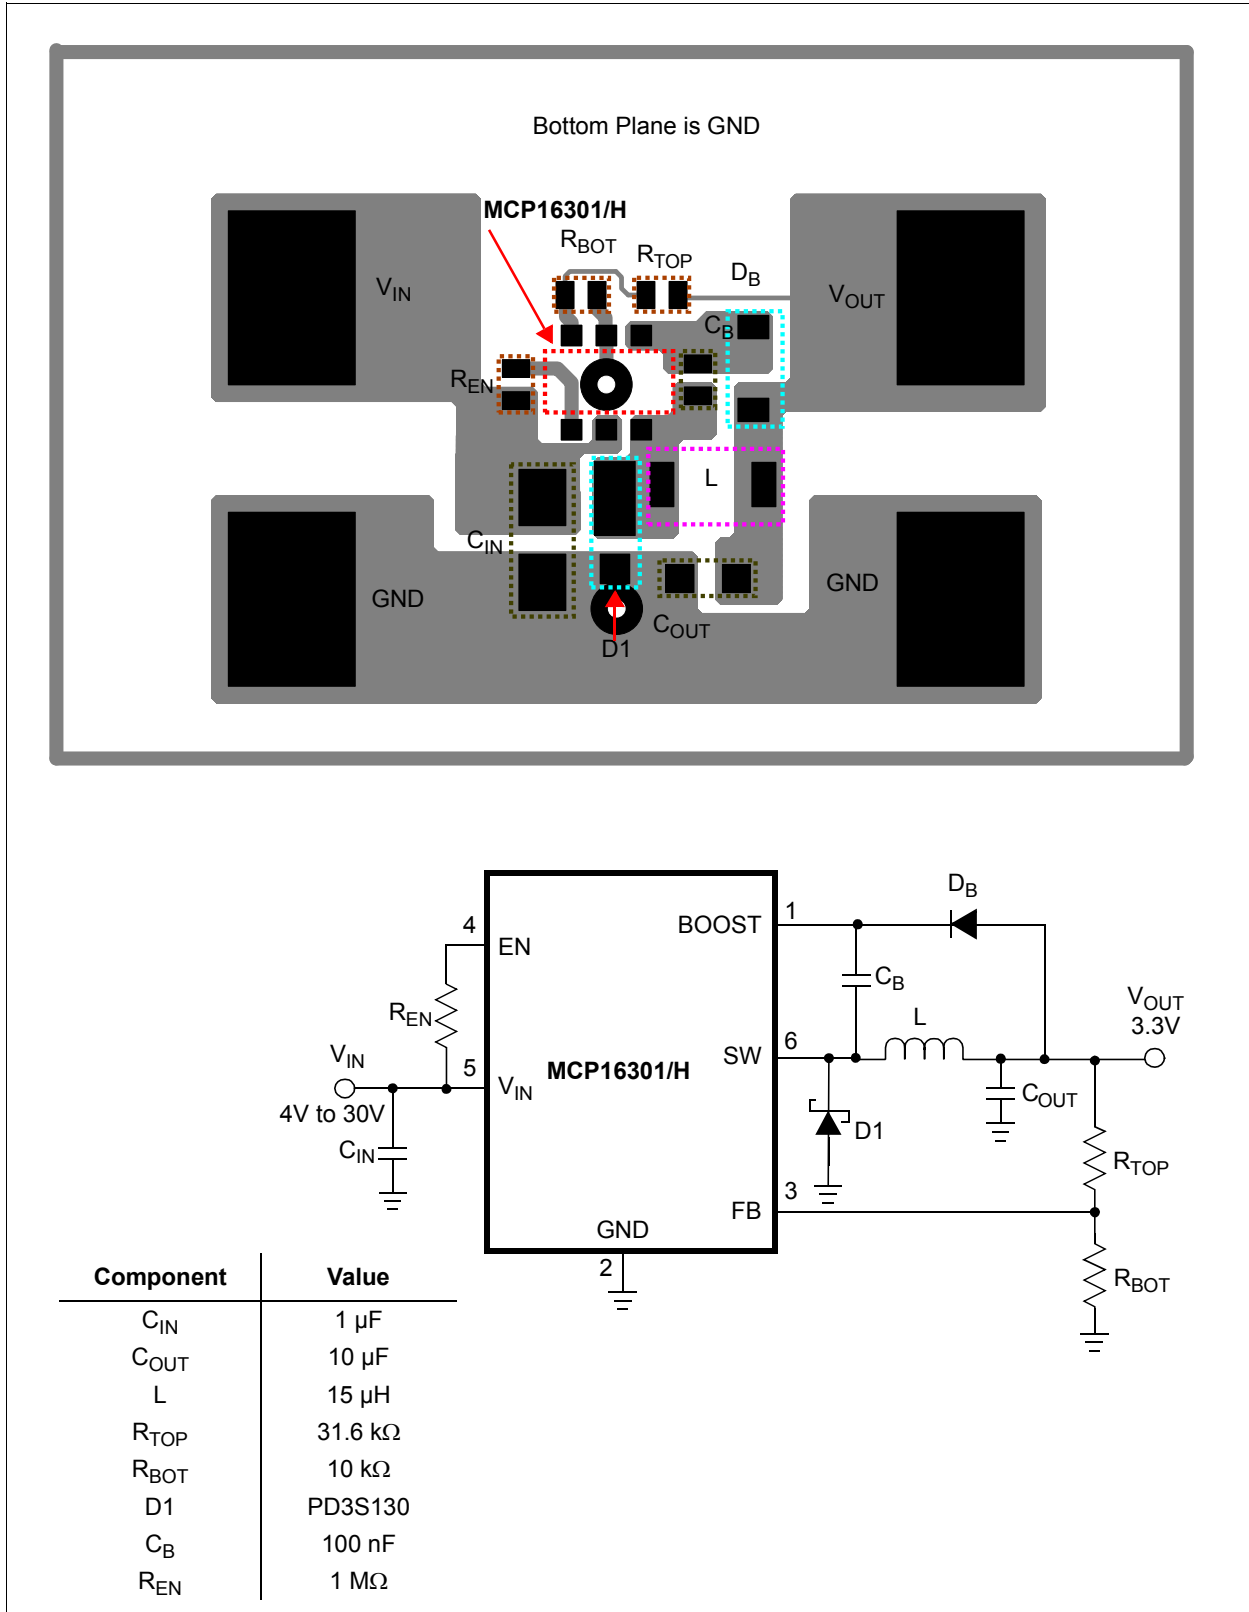 Bottom Plane is GND
MCP16301/H
RBOT
RTOP
DB
VIN
VOUT
CB
REN
L
CIN
GND
GND
COUT
D1
DB
1
BOOST
4
EN
CB
REN
VOUT
3.3V
L
6
SW
VIN
5
VIN
MCP16301/H
4V to 30V
COUT
D1
CIN
RTOP
3
FB
GND
2
RBOT
Component Value
CIN 1 µF
COUT 10 µF
L 15 µH
RTOP 31.6 kΩ
RBOT 10 kΩ
D1 PD3S130
CB 100 nF
REN 1 MΩ